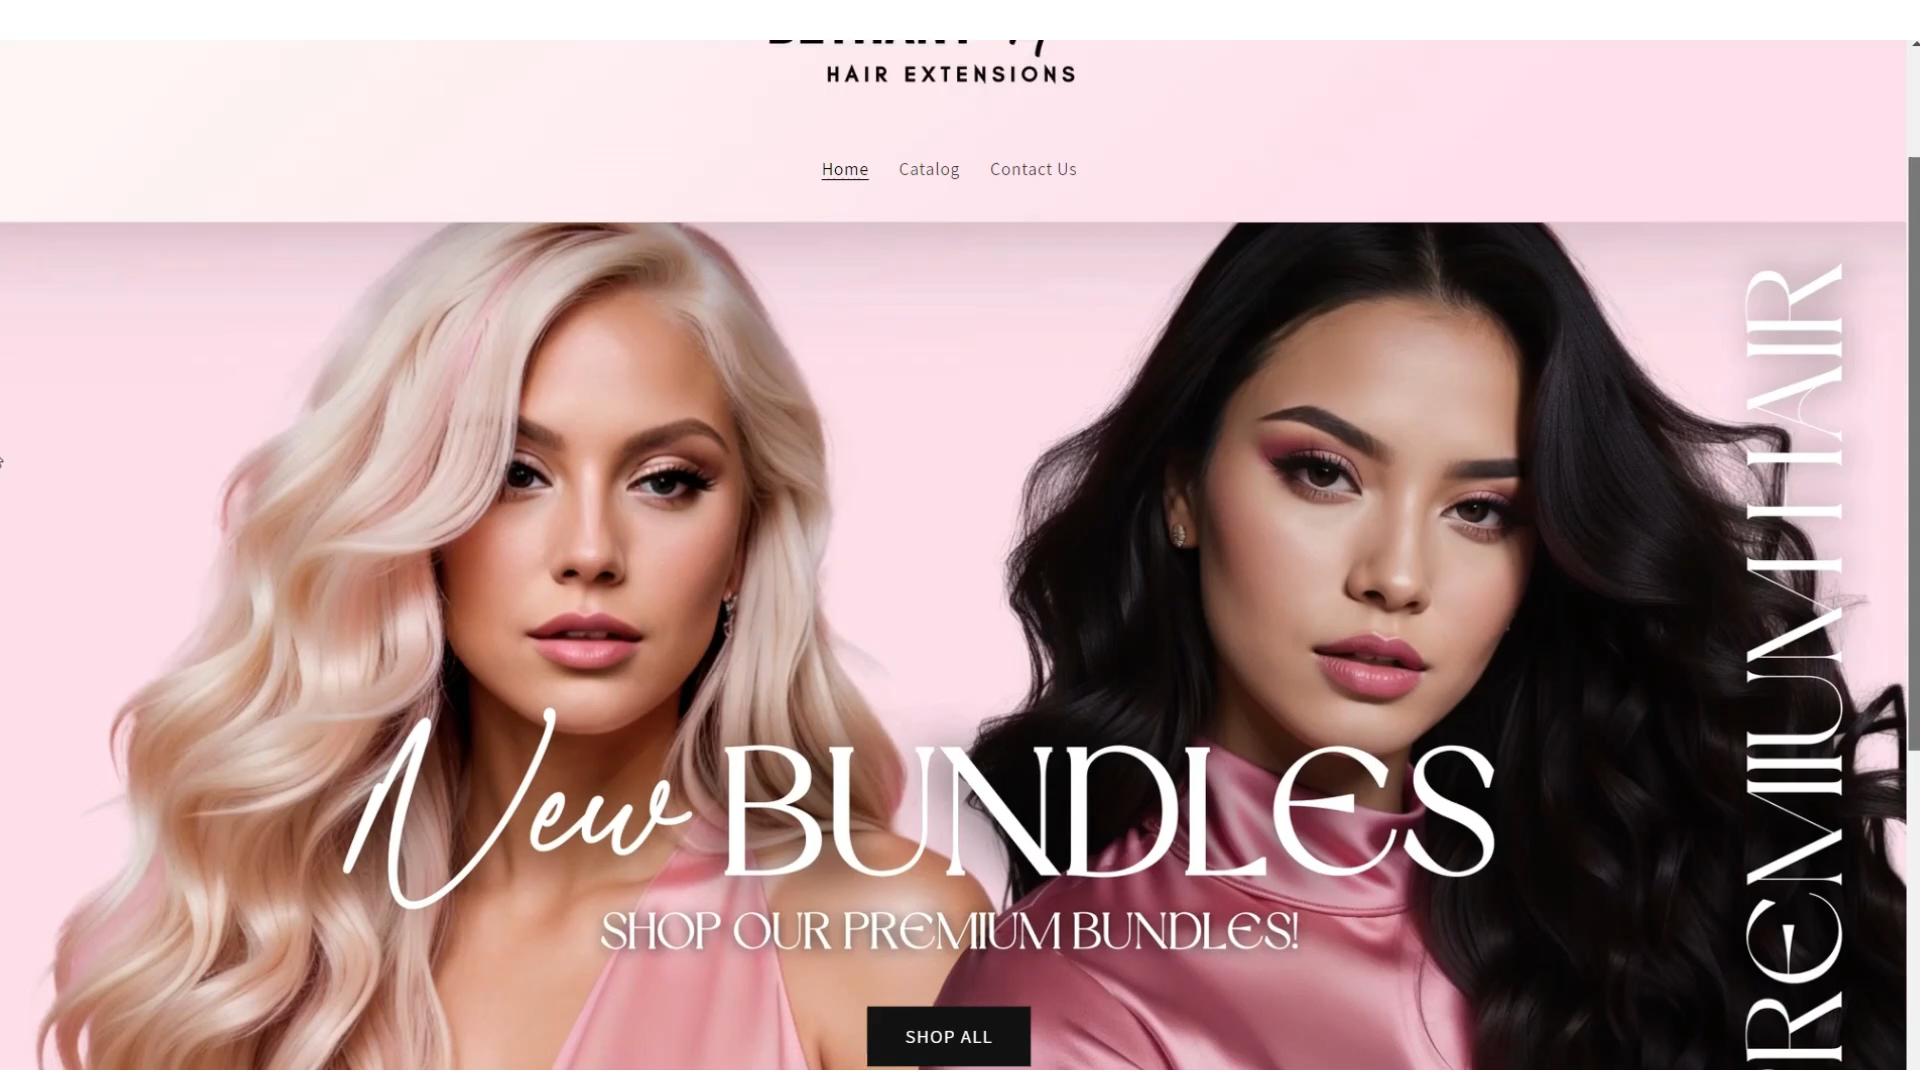 HAIR EXTENSIONS
Home Catalog Contact Us
PREMIUM HAIR
New BUNDLES
SHOP OUR PREMIUM BUNDLES!
SHOP ALL